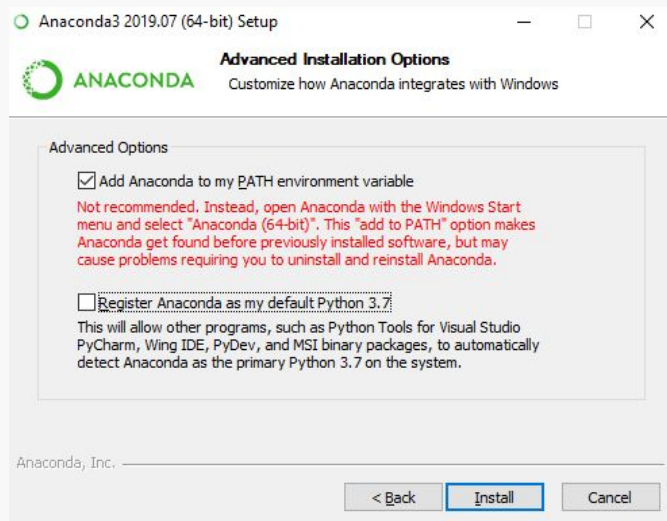 Anaconda3 2019.07 (64-bit) Setup
ANACONDA
Advanced Installation Options
Customize how Anaconda integrates with Windows
Advanced Options
Add Anaconda to my PATH environment variable
Not recommended. Instead, open Anaconda with the Windows Start
menu and select "Anaconda (64-bit)". This "add to PATH" option makes
Anaconda get found before previously installed software, but may
cause problems requiring you to uninstall and reinstall Anaconda.
Register Anaconda as my default Python 3.7
This will allow other programs, such as Python Tools for Visual Studio
PyCharm, Wing IDE, PyDev, and MSI binary packages, to automatically
detect Anaconda as the primary Python 3.7 on the system.
Anaconda, Inc.
< Back Install Cancel